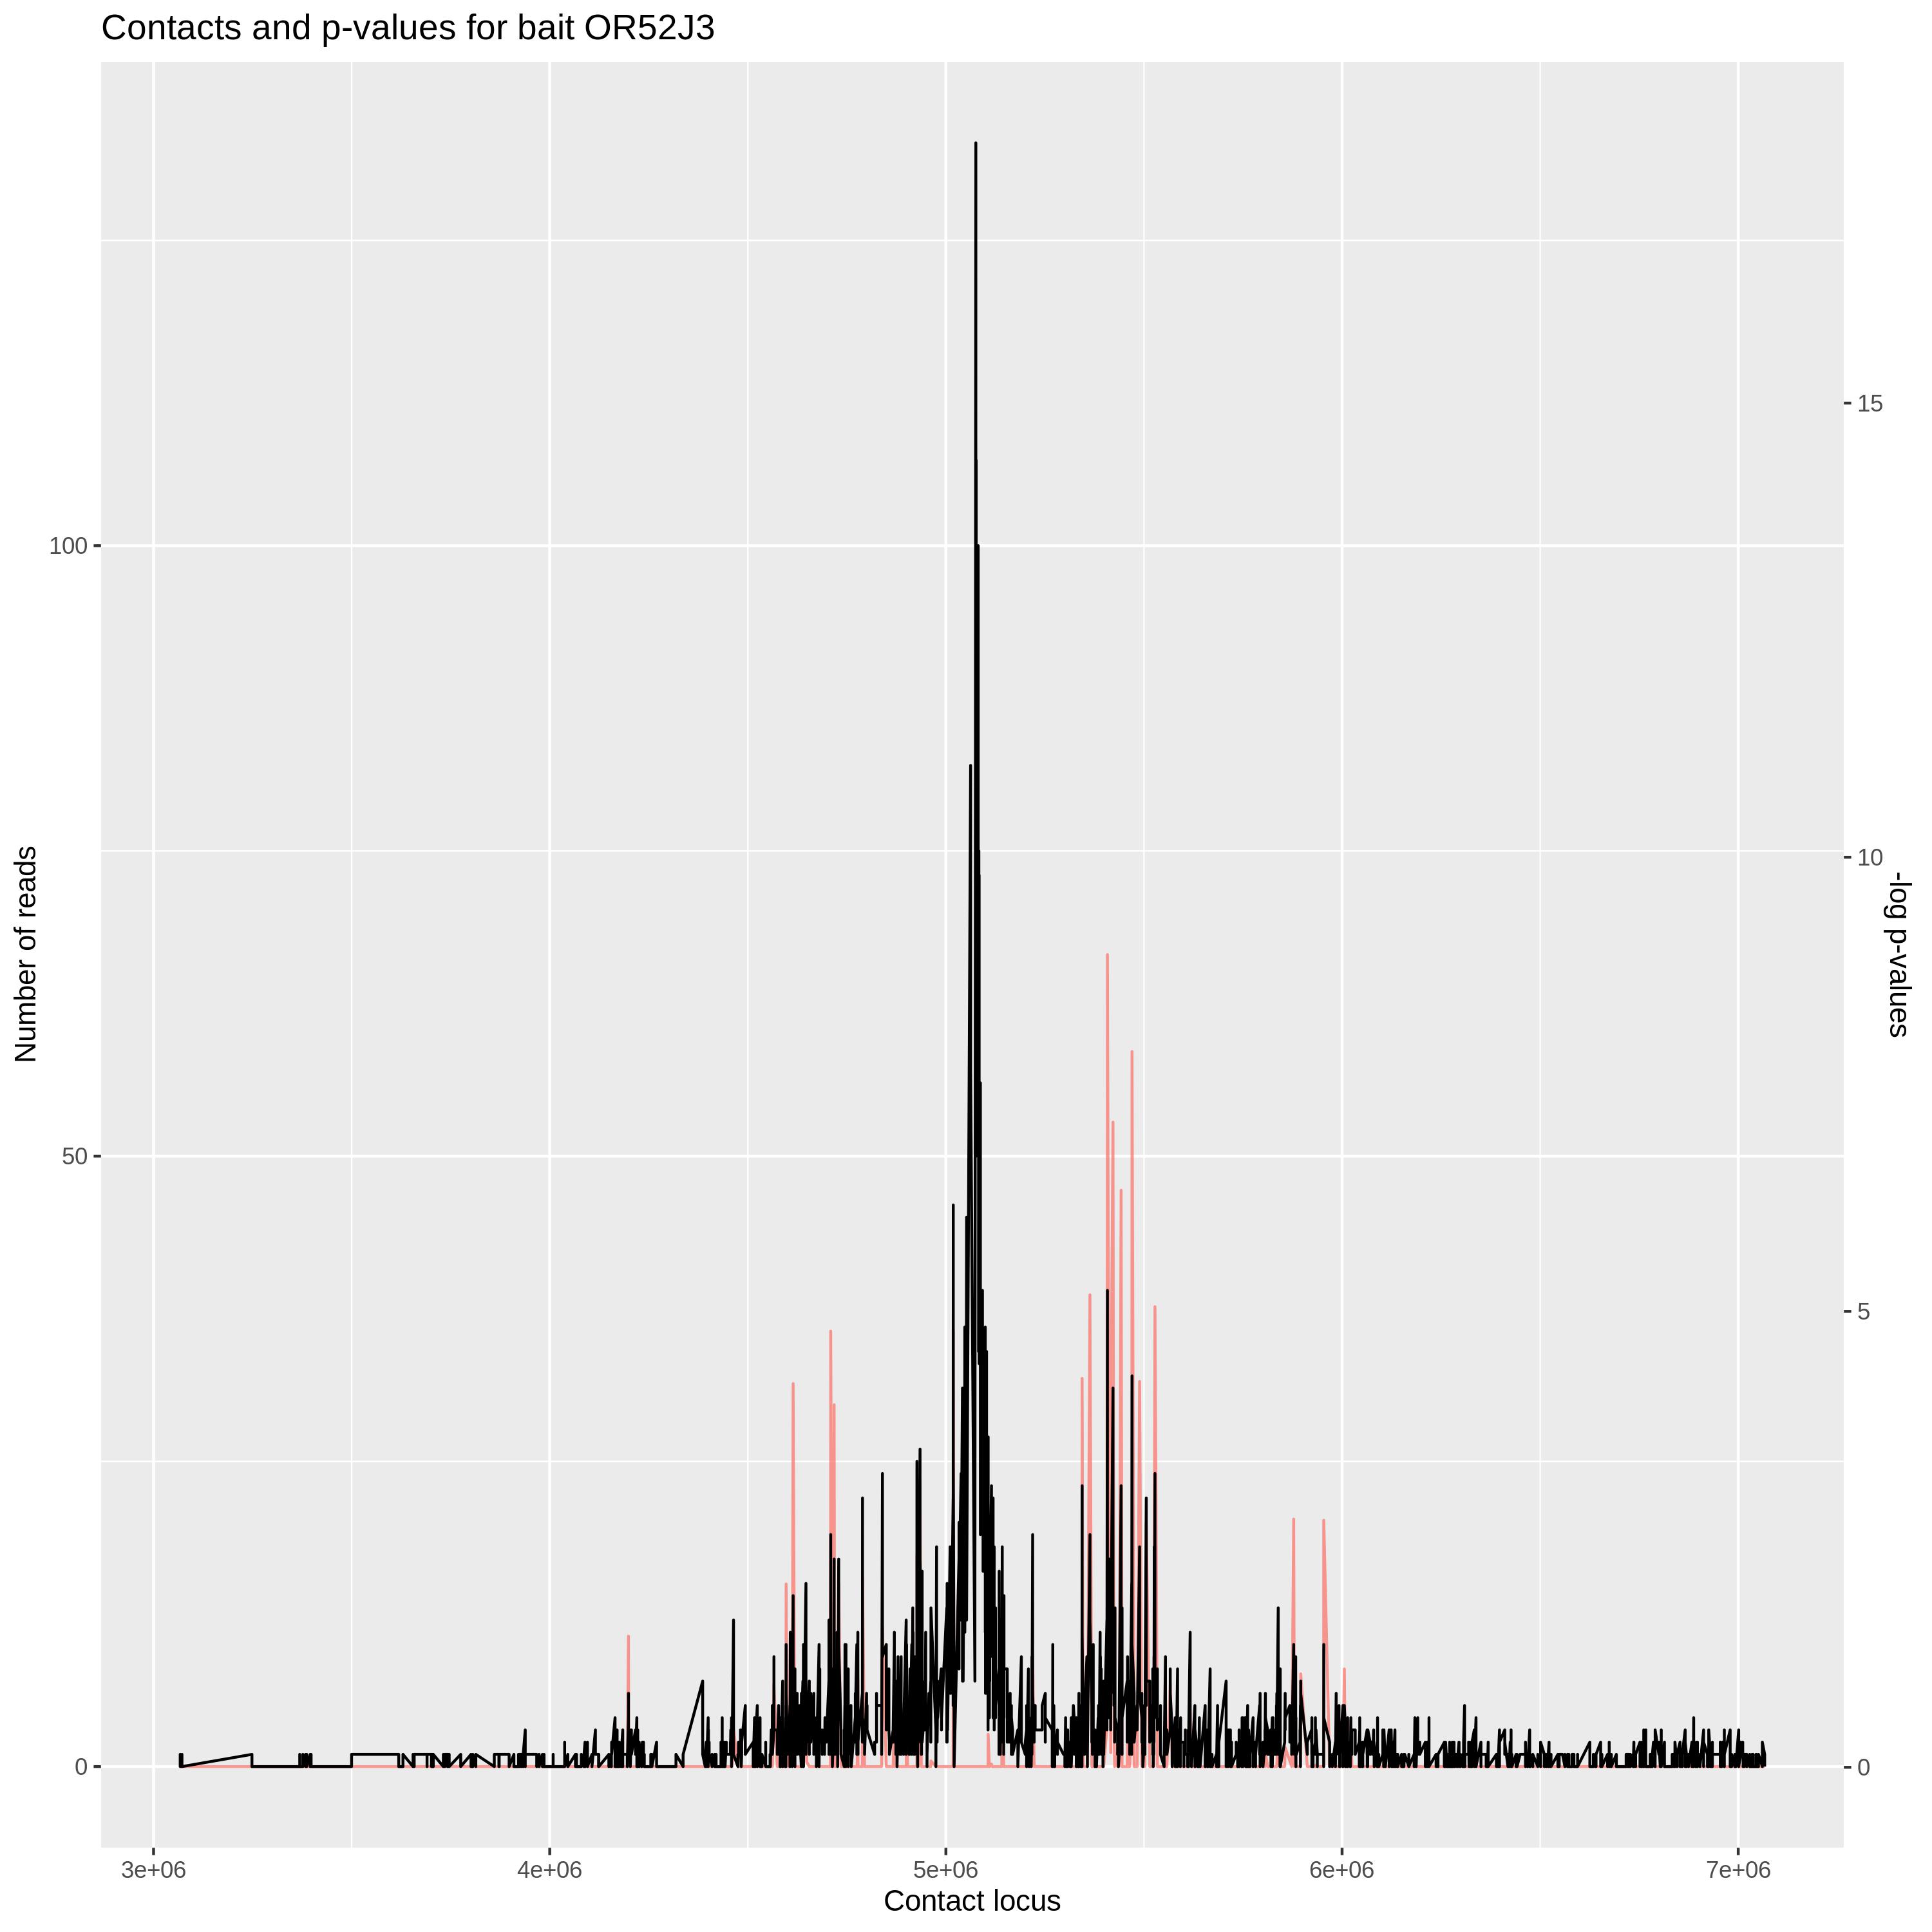 Contacts and p-values for bait OR52J3
Number of reads
100
50
0
15
10
5
0
-log p-values
3e+06
4e+06
5e+06
6e+06
7e+06
Contact locus